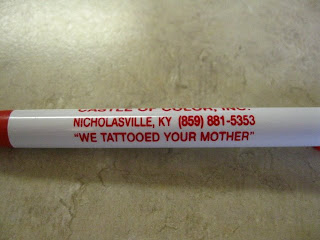 CASTLE OF COLOR, INC.
NICHOLASVILLE, KY (859) 881-5353
"WE TATTOOED YOUR MOTHER"